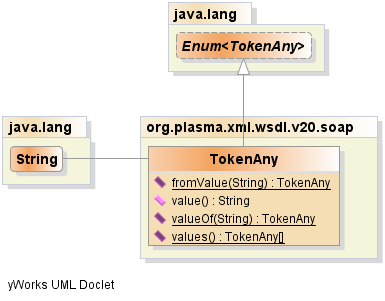 java.lang
Enum<TokenAny>
java.lang
String
org.plasma.xml.wsdl.v20.soap
TokenAny
fromValue(String) : TokenAny
value() : String
valueOf(String) : TokenAny
values() : TokenAny[]
yWorks UML Doclet